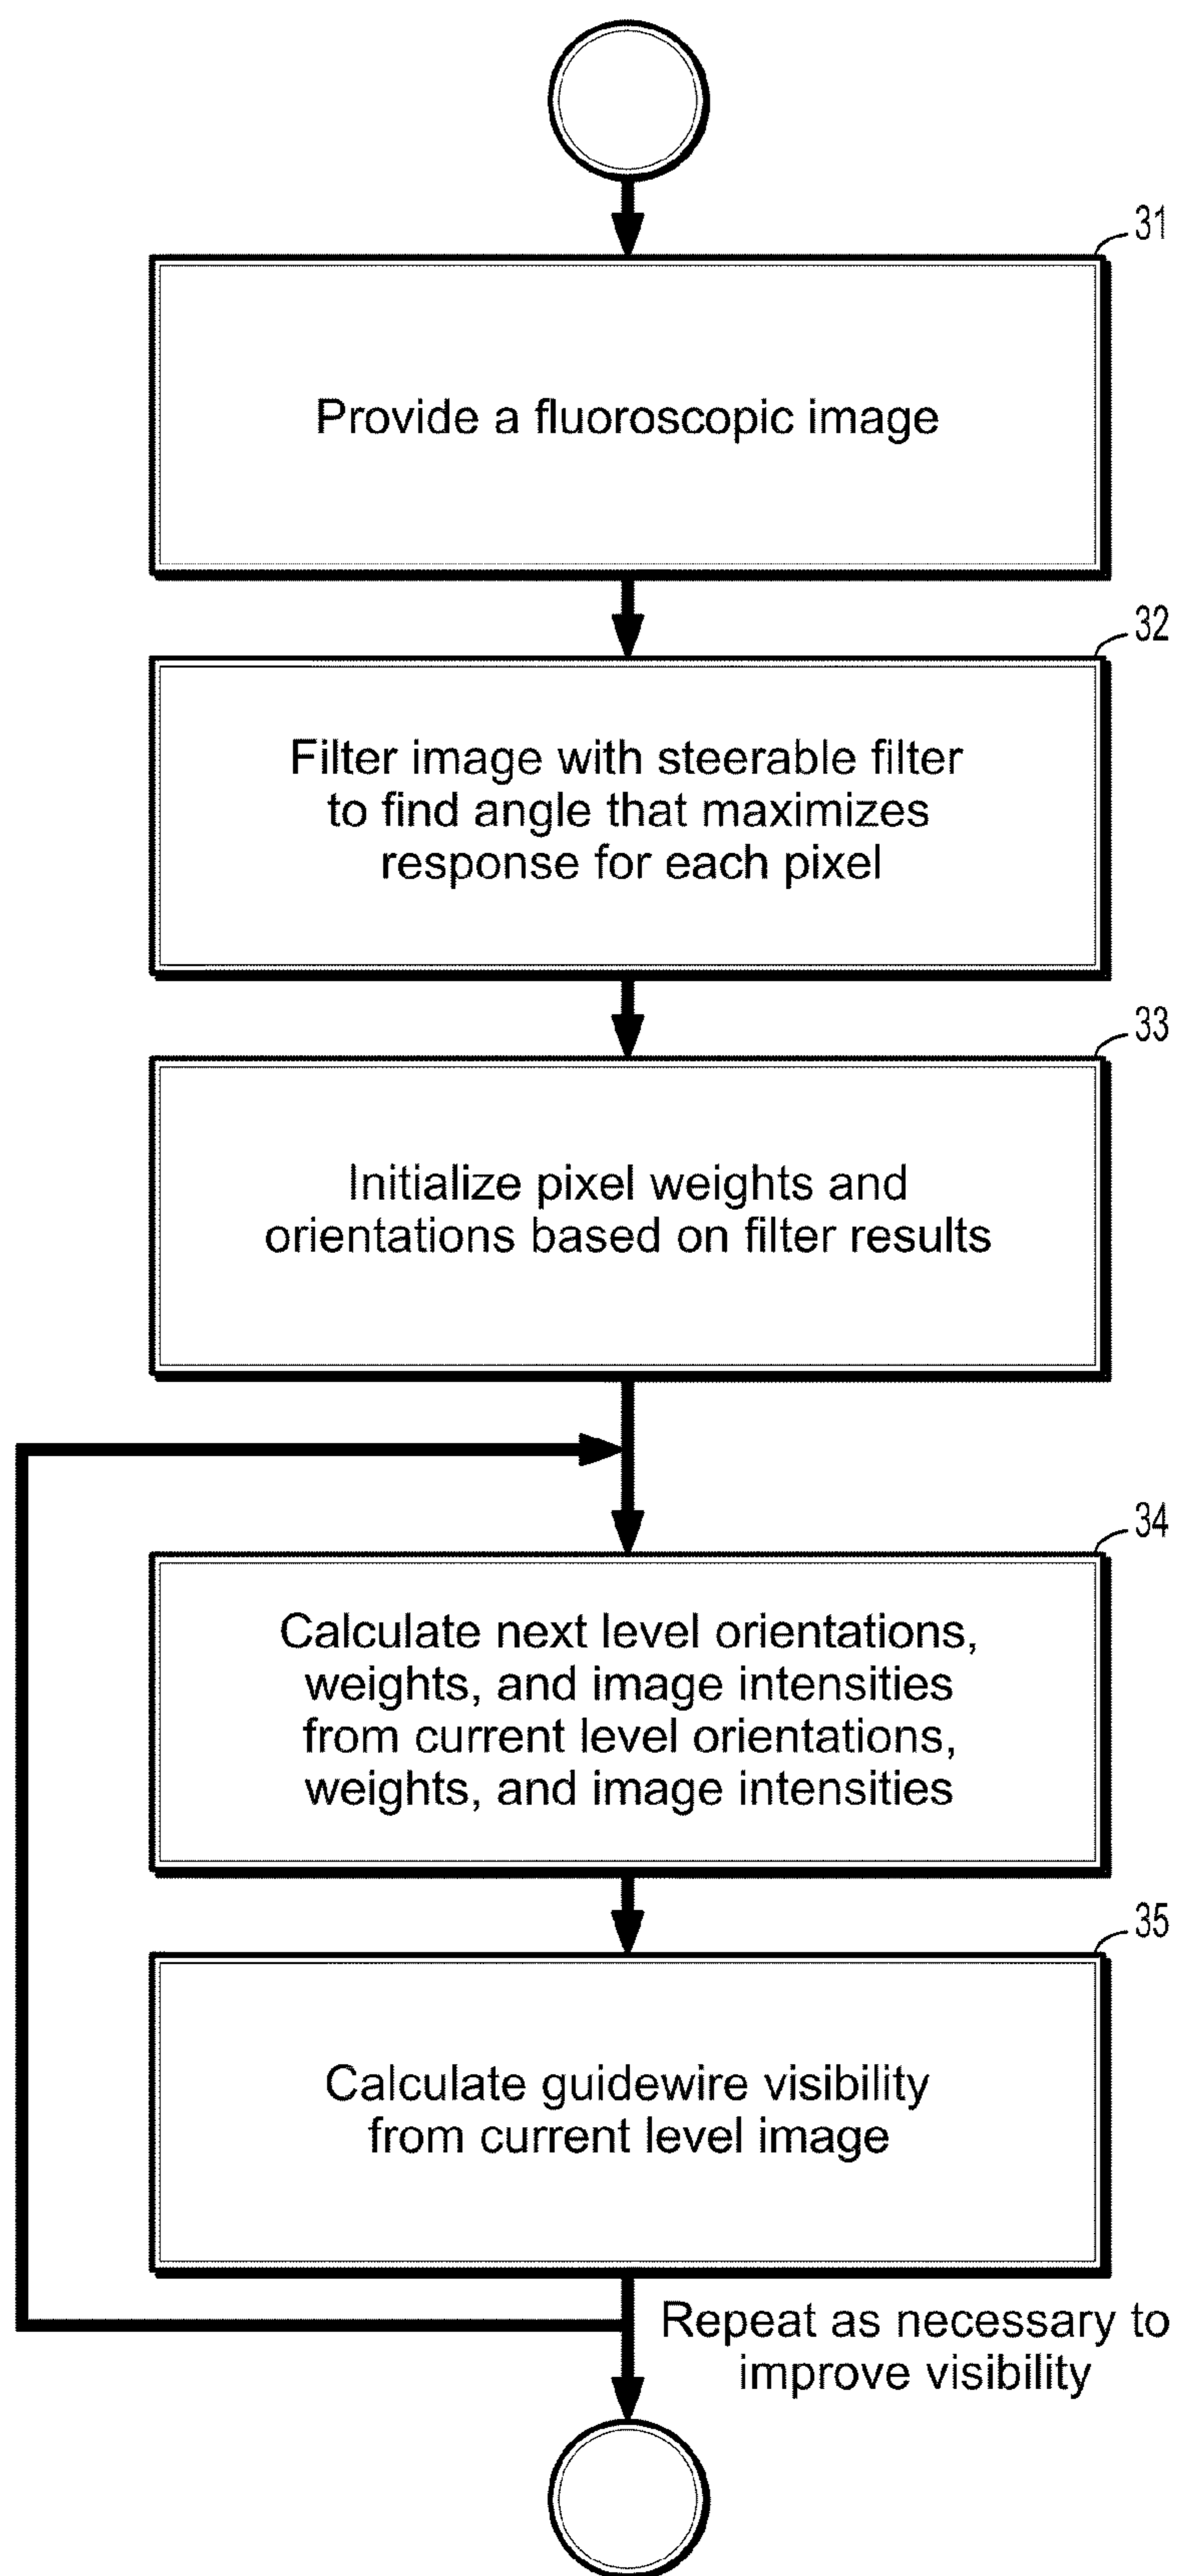 31
Provide a fluoroscopic image
32
Filter image with steerable filter
to find angle that maximizes
response for each pixel
33
Initialize pixel weights and
orientations based on filter results
34
Calculate next level orientations,
weights, and image intensities
from current level orientations,
weights, and image intensities
35
Calculate guidewire visibility
from current level image
Repeat as necessary to
improve visibility